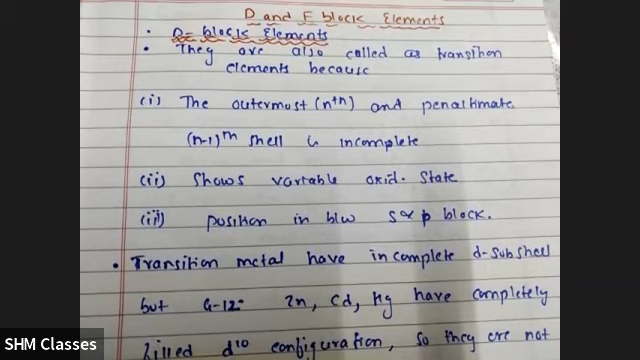 D and F block Elements
• D-block Elements
• They are also called as transition
elements because
(i) The outermost (nth) and penaltimate
(n-1)th shell is incomplete
(ii) Shows variable oxid. State
(iii) position in b/w s & p block.
• Transition metal have incomplete d-subshell
but G-12 Zn, Cd, Hg have completely
filled d10 configuration, so they are not
SHM Classes